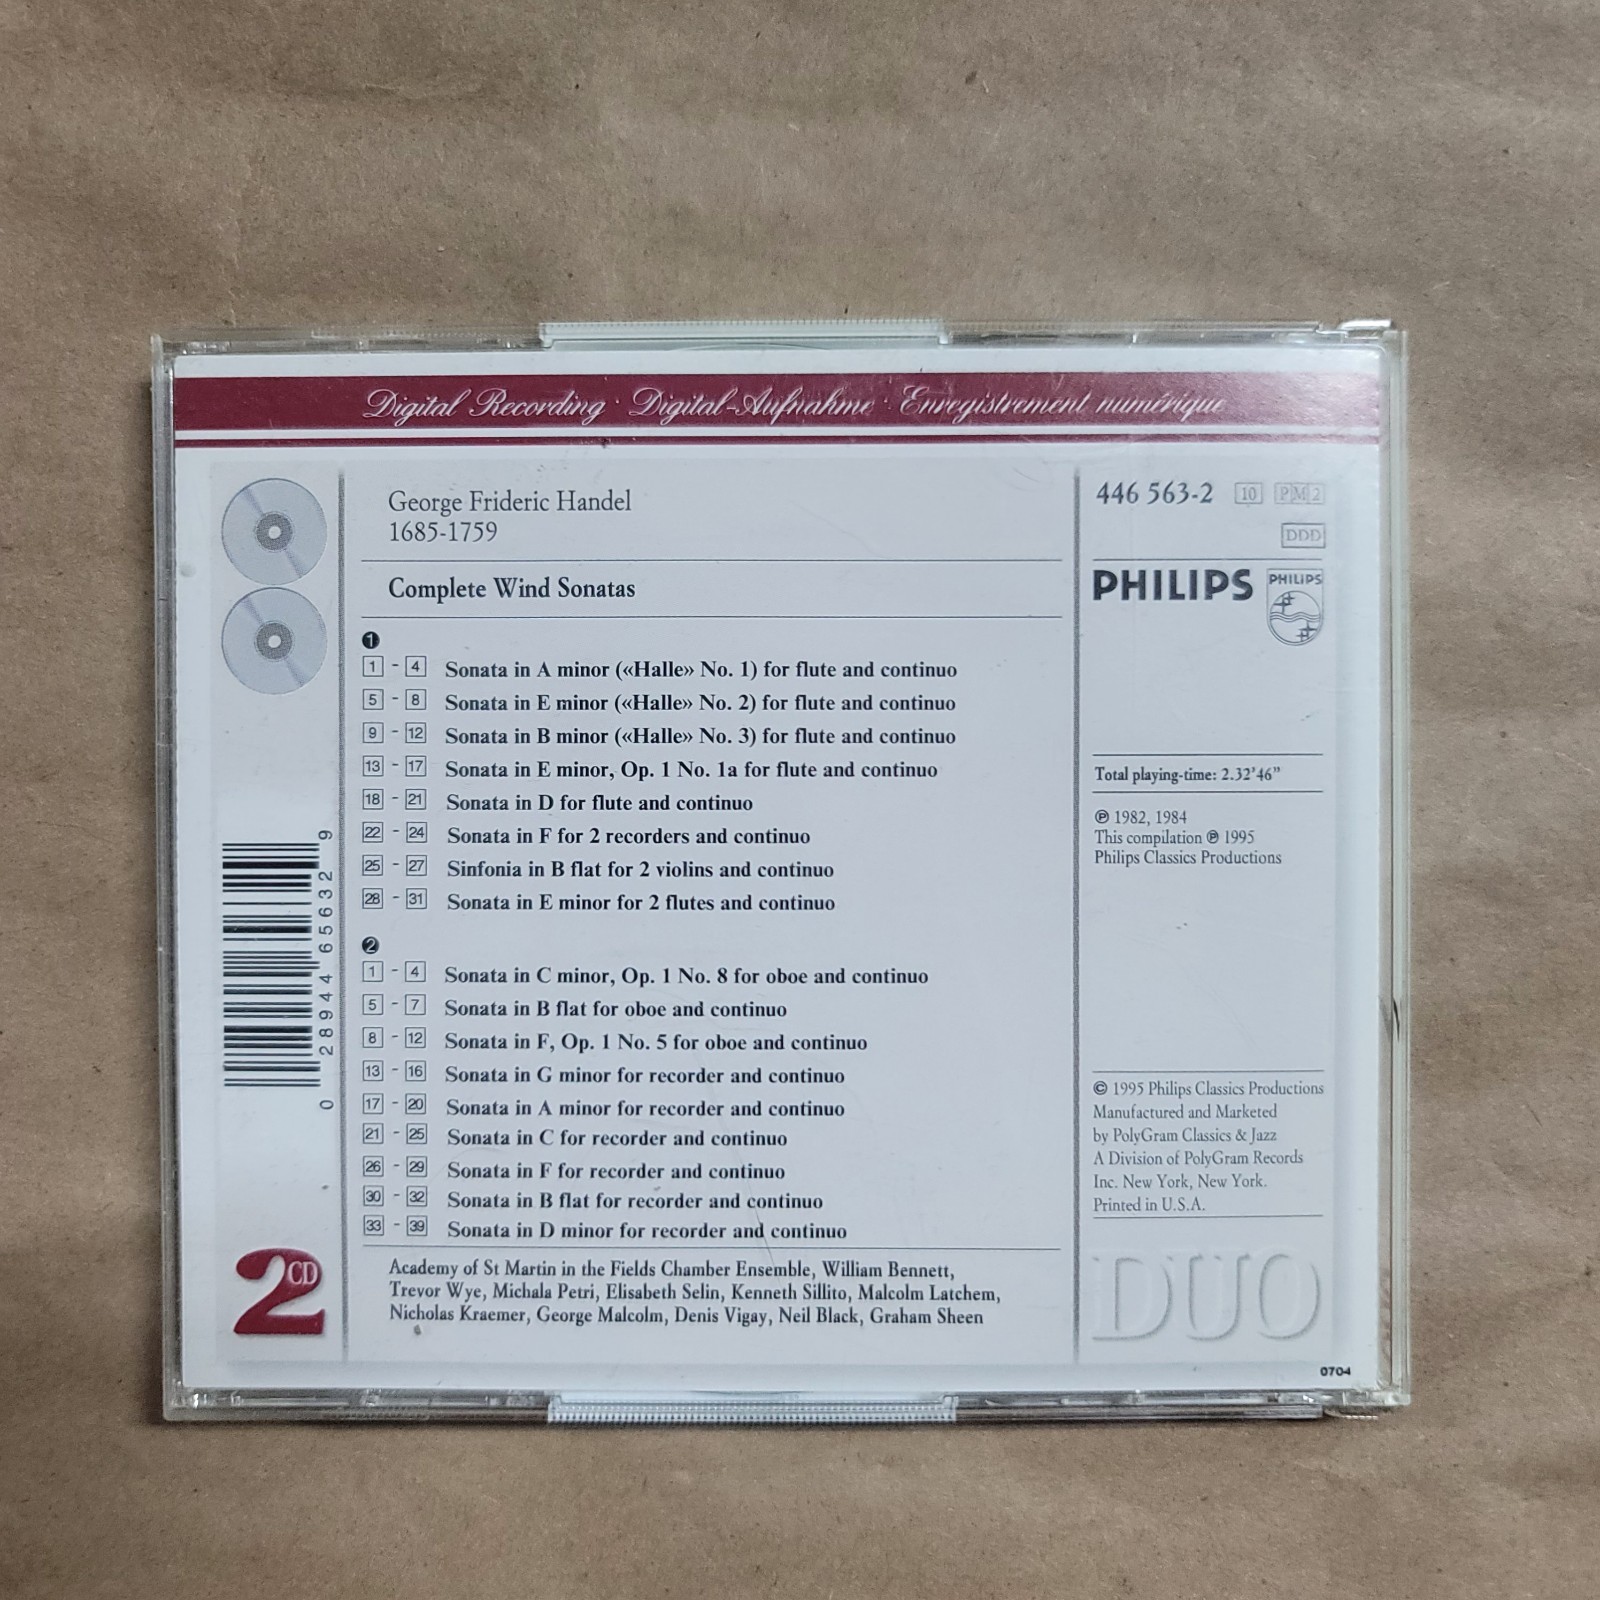 Digital Recording · Digital-Aufnahme · Enregistrement numérique
George Frideric Handel
1685-1759
Complete Wind Sonatas
1
1 - 4 Sonata in A minor («Halle» No. 1) for flute and continuo
5 - 8 Sonata in E minor («Halle» No. 2) for flute and continuo
9 - 12 Sonata in B minor («Halle» No. 3) for flute and continuo
13 - 17 Sonata in E minor, Op. 1 No. 1a for flute and continuo
18 - 21 Sonata in D for flute and continuo
22 - 24 Sonata in F for 2 recorders and continuo
25 - 27 Sinfonia in B flat for 2 violins and continuo
28 - 31 Sonata in E minor for 2 flutes and continuo
2
1 - 4 Sonata in C minor, Op. 1 No. 8 for oboe and continuo
5 - 7 Sonata in B flat for oboe and continuo
8 - 12 Sonata in F, Op. 1 No. 5 for oboe and continuo
13 - 16 Sonata in G minor for recorder and continuo
17 - 20 Sonata in A minor for recorder and continuo
21 - 25 Sonata in C for recorder and continuo
26 - 29 Sonata in F for recorder and continuo
30 - 32 Sonata in B flat for recorder and continuo
33 - 39 Sonata in D minor for recorder and continuo
Academy of St Martin in the Fields Chamber Ensemble, William Bennett,
Trevor Wye, Michala Petri, Elisabeth Selin, Kenneth Sillito, Malcolm Latchem,
Nicholas Kraemer, George Malcolm, Denis Vigay, Neil Black, Graham Sheen
446 563-2 10 PM2
DDD
PHILIPS PHILIPS
Total playing-time: 2.32'46”
℗ 1982, 1984
This compilation ℗ 1995
Philips Classics Productions
© 1995 Philips Classics Productions
Manufactured and Marketed
by PolyGram Classics & Jazz
A Division of PolyGram Records
Inc. New York, New York.
Printed in U.S.A.
DUO
0704
0 28944 65632 9
2 CD